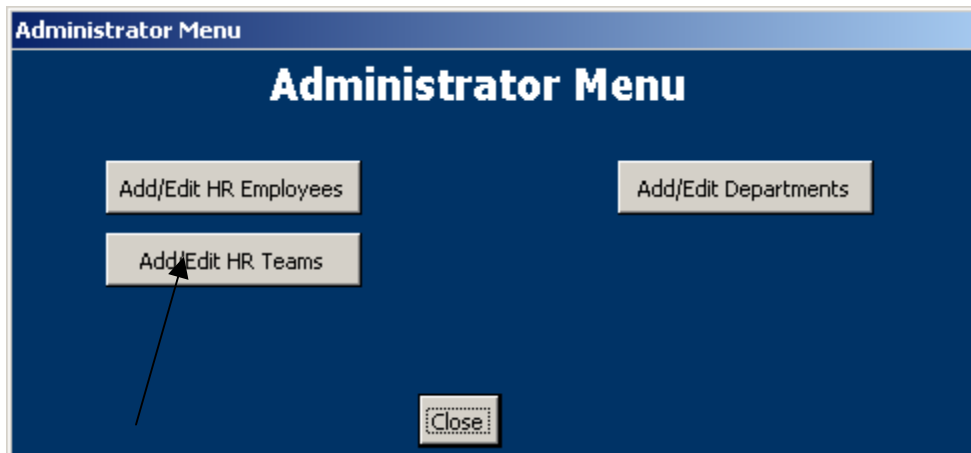 Administrator Menu
Administrator Menu
Add/Edit HR Employees
Add/Edit Departments
Add/Edit HR Teams
Close